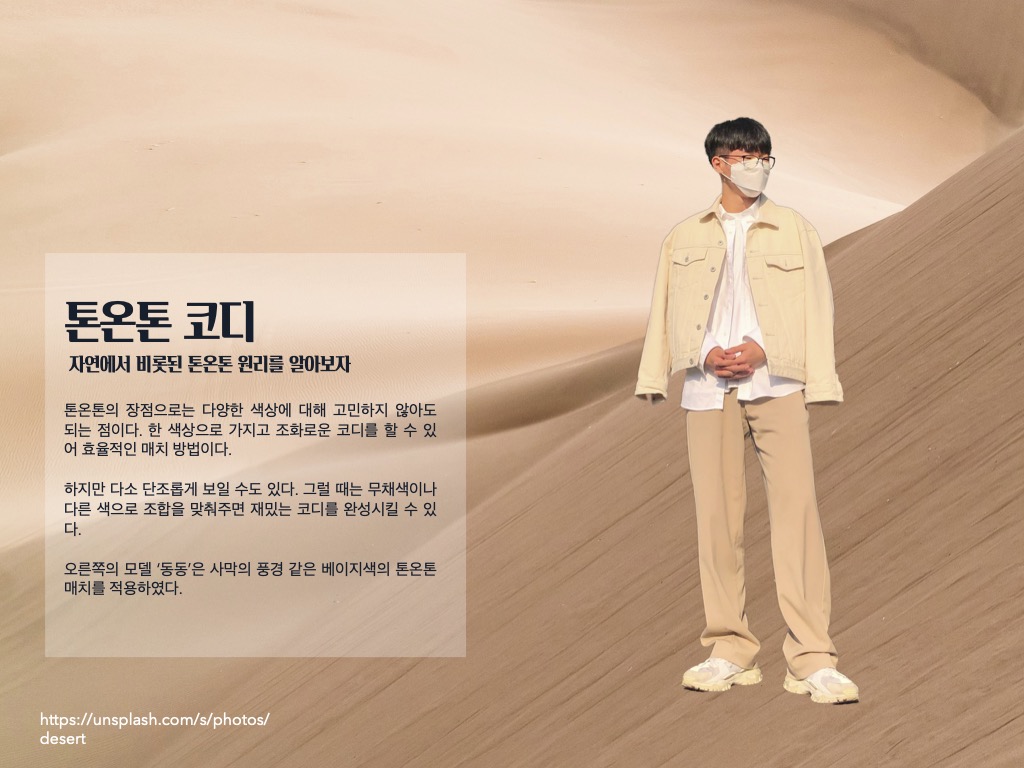 톤온톤 코디
자연에서 비롯된 톤온톤 원리를 알아보자
톤온톤의 장점으로는 다양한 색상에 대해 고민하지 않아도
되는 점이다. 한 색상으로 가지고 조화로운 코디를 할 수 있
어 효율적인 매치 방법이다.
하지만 다소 단조롭게 보일 수도 있다. 그럴 때는 무채색이나
다른 색으로 조합을 맞춰주면 재밌는 코디를 완성시킬 수 있
다.
오른쪽의 모델 ‘동동’은 사막의 풍경 같은 베이지색의 톤온톤
매치를 적용하였다.
https://unsplash.com/s/photos/
desert